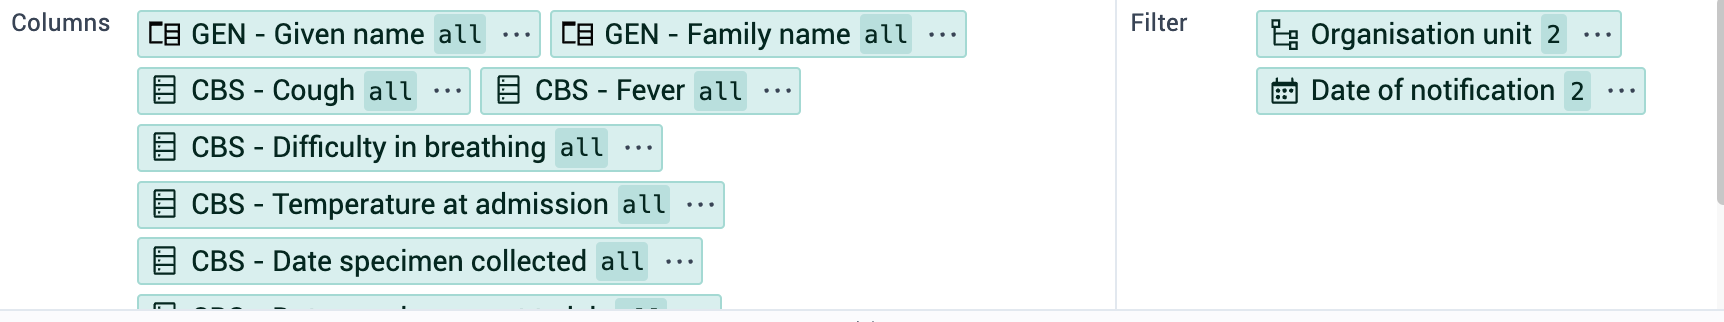 Columns
GEN - Given name all ... GEN - Family name all ...
CBS - Cough all ... CBS - Fever all ...
CBS - Difficulty in breathing all ...
CBS - Temperature at admission all ...
CBS - Date specimen collected all ...
Filter
Organisation unit 2 ...
Date of notification 2 ...